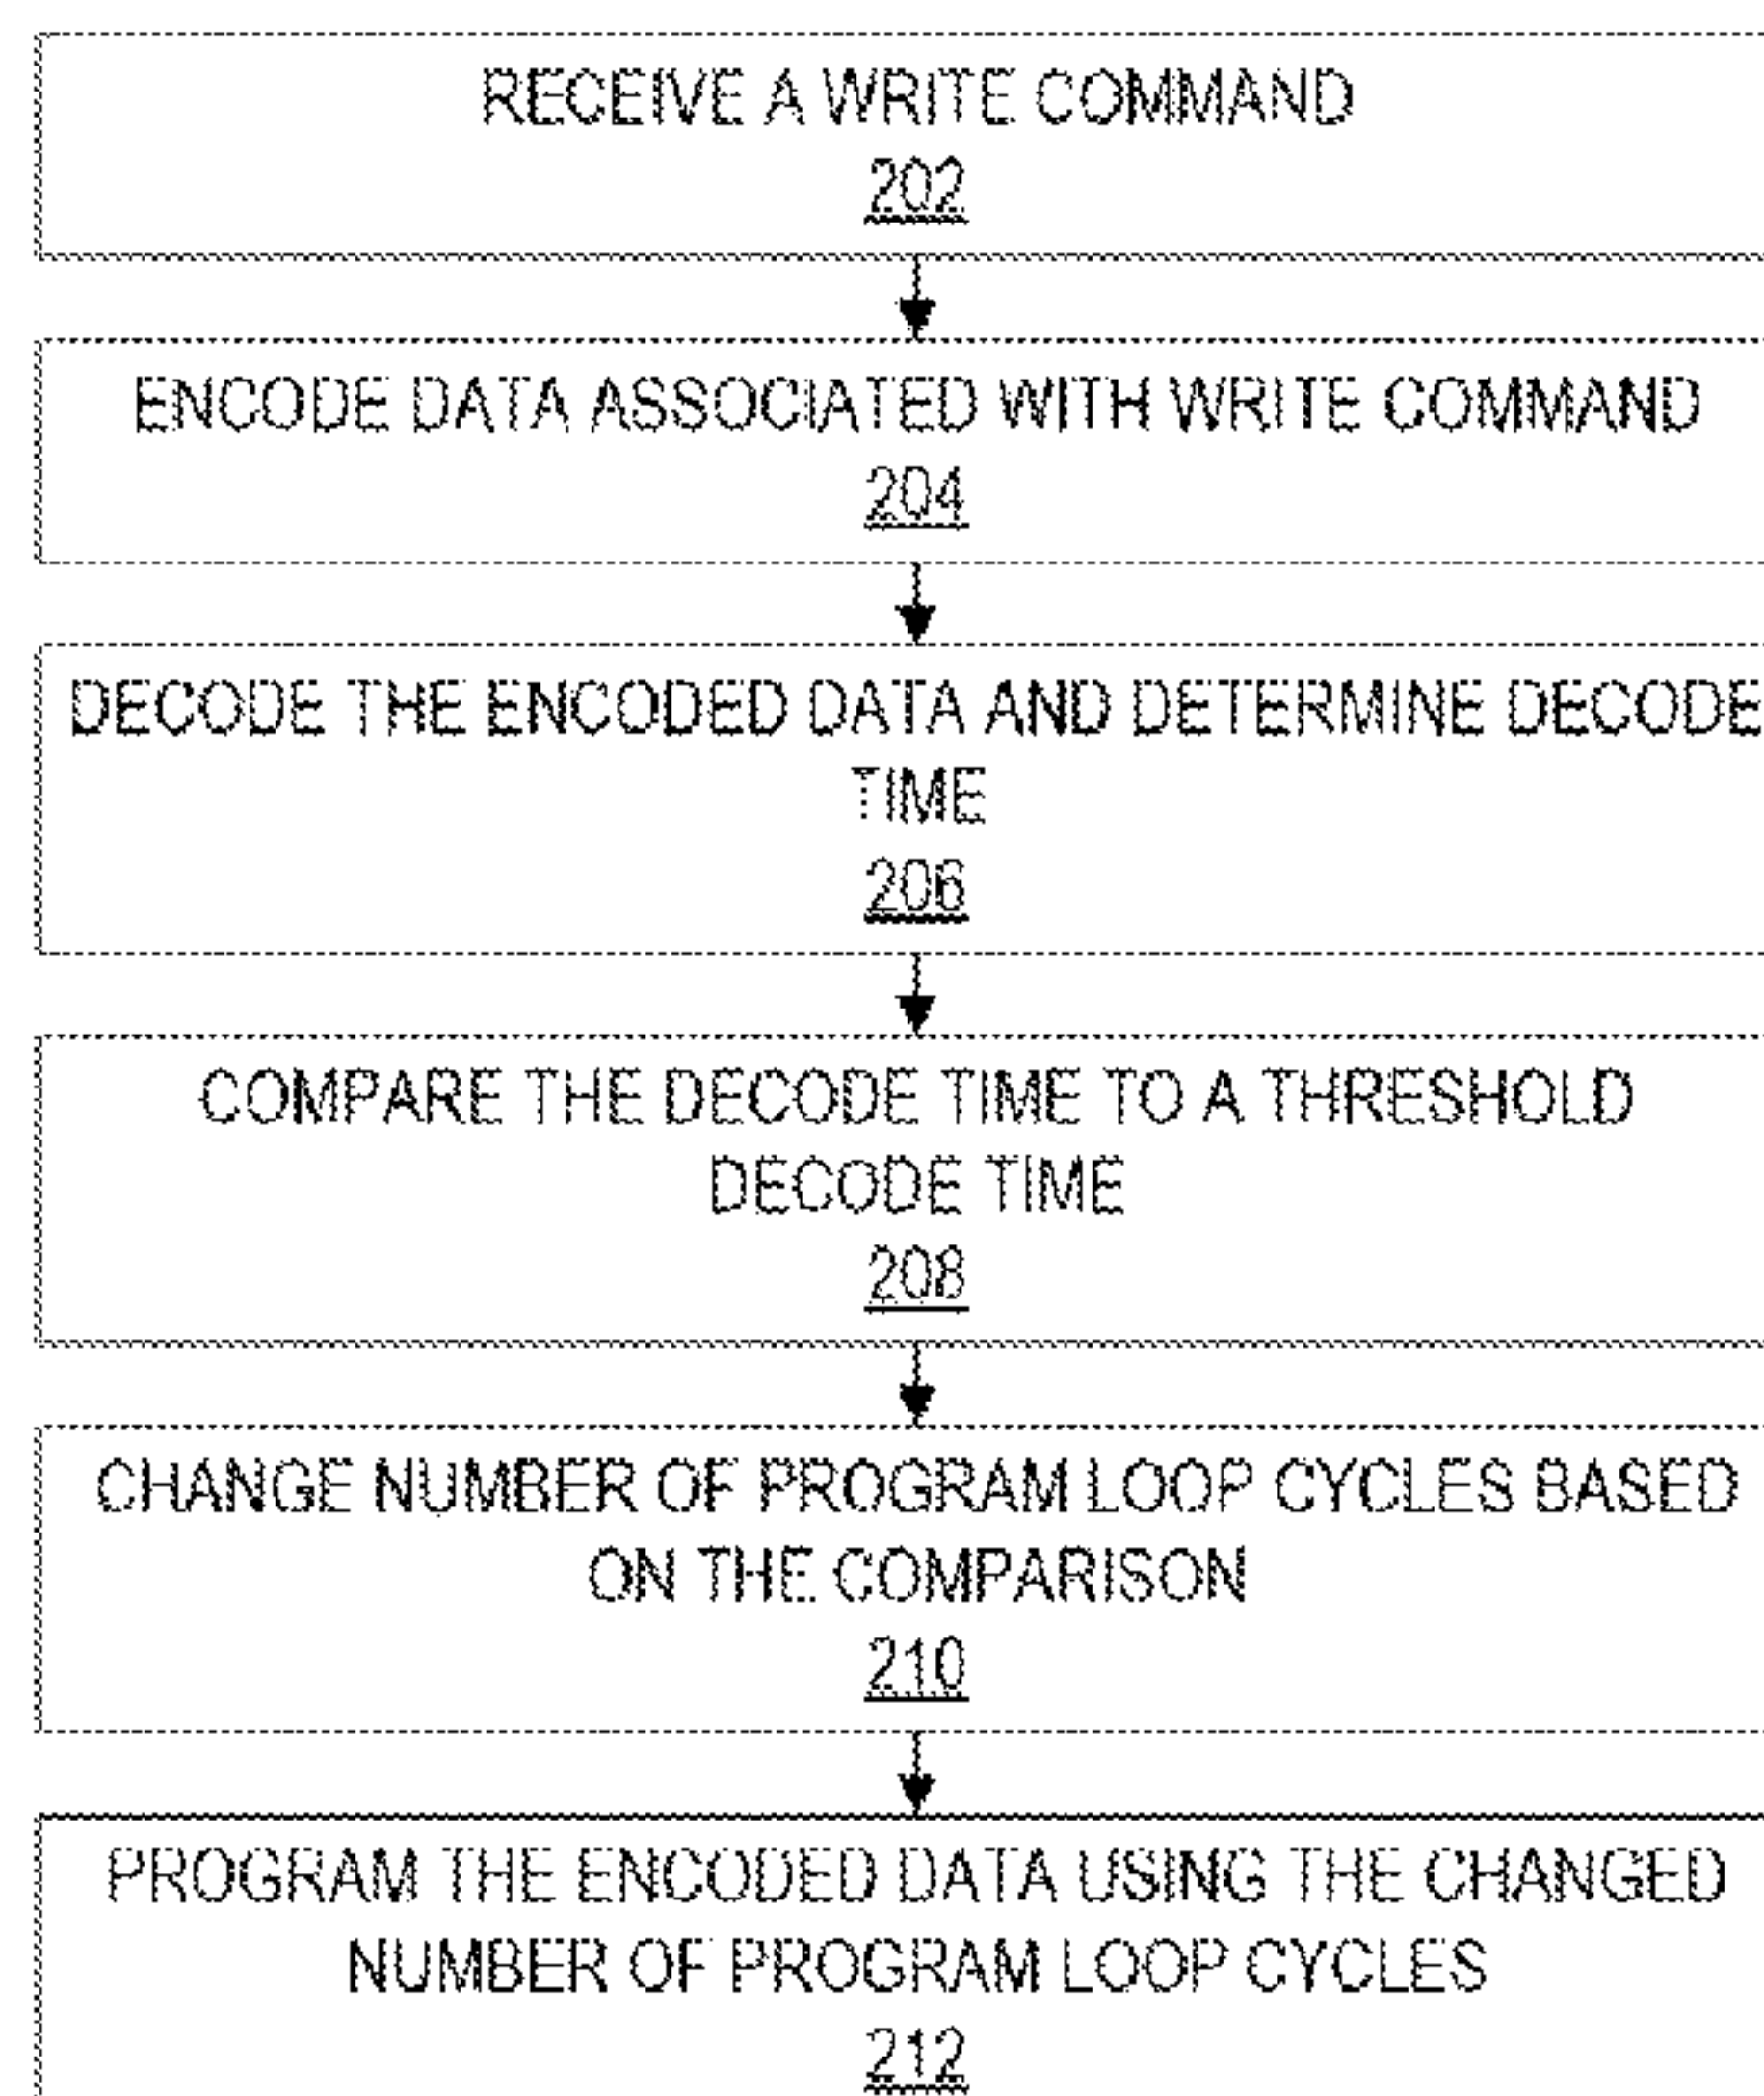 RECEIVE A WRITE COMMAND
202
ENCODE DATA ASSOCIATED WITH WRITE COMMAND
204
DECODE THE ENCODED DATA AND DETERMINE DECODE
TIME
206
COMPARE THE DECODE TIME TO A THRESHOLD
DECODE TIME
208
CHANGE NUMBER OF PROGRAM LOOP CYCLES BASED
ON THE COMPARISON
210
PROGRAM THE ENCODED DATA USING THE CHANGED
NUMBER OF PROGRAM LOOP CYCLES
212